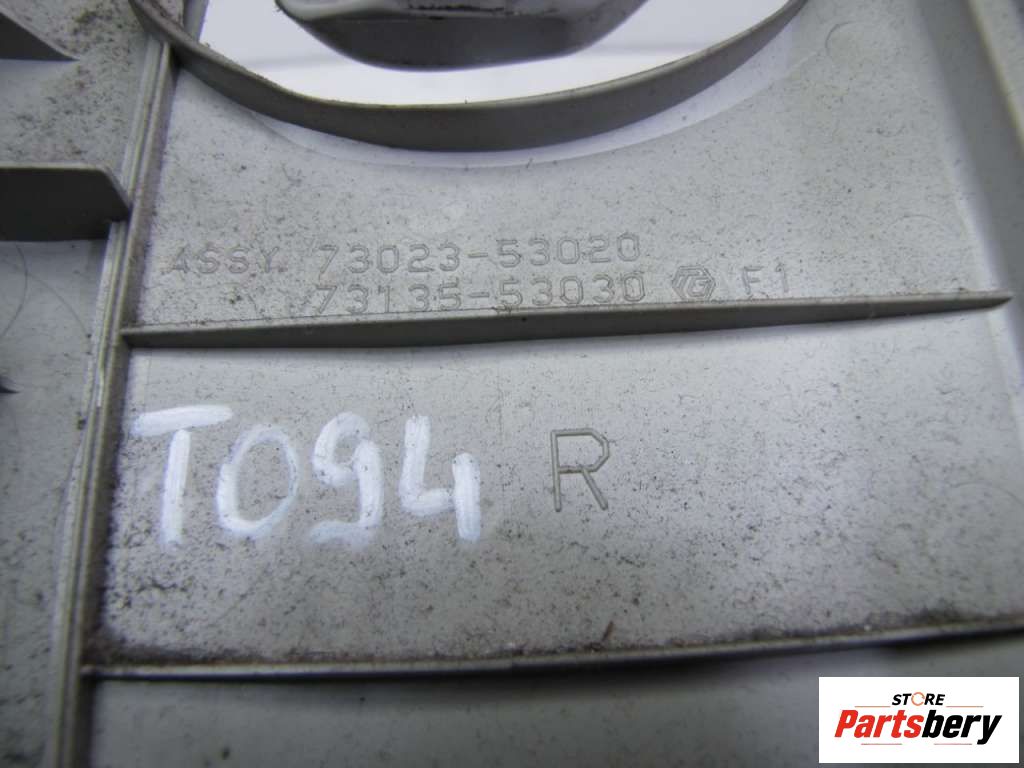 ASSY. 73023-53020
73135-53030 F1
T094 R
STORE
Partsbery